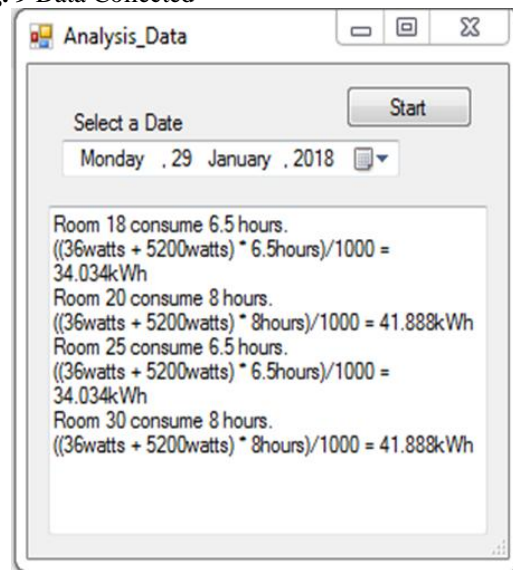 9 Data Collected
Analysis_Data
Start
Select a Date
Monday , 29 January , 2018
Room 18 consume 6.5 hours.
((36watts + 5200watts) * 6.5hours)/1000 =
34.034kWh
Room 20 consume 8 hours.
((36watts + 5200watts) * 8hours)/1000 = 41.888kWh
Room 25 consume 6.5 hours.
((36watts + 5200watts) * 6.5hours)/1000 =
34.034kWh
Room 30 consume 8 hours.
((36watts + 5200watts) * 8hours)/1000 = 41.888kWh